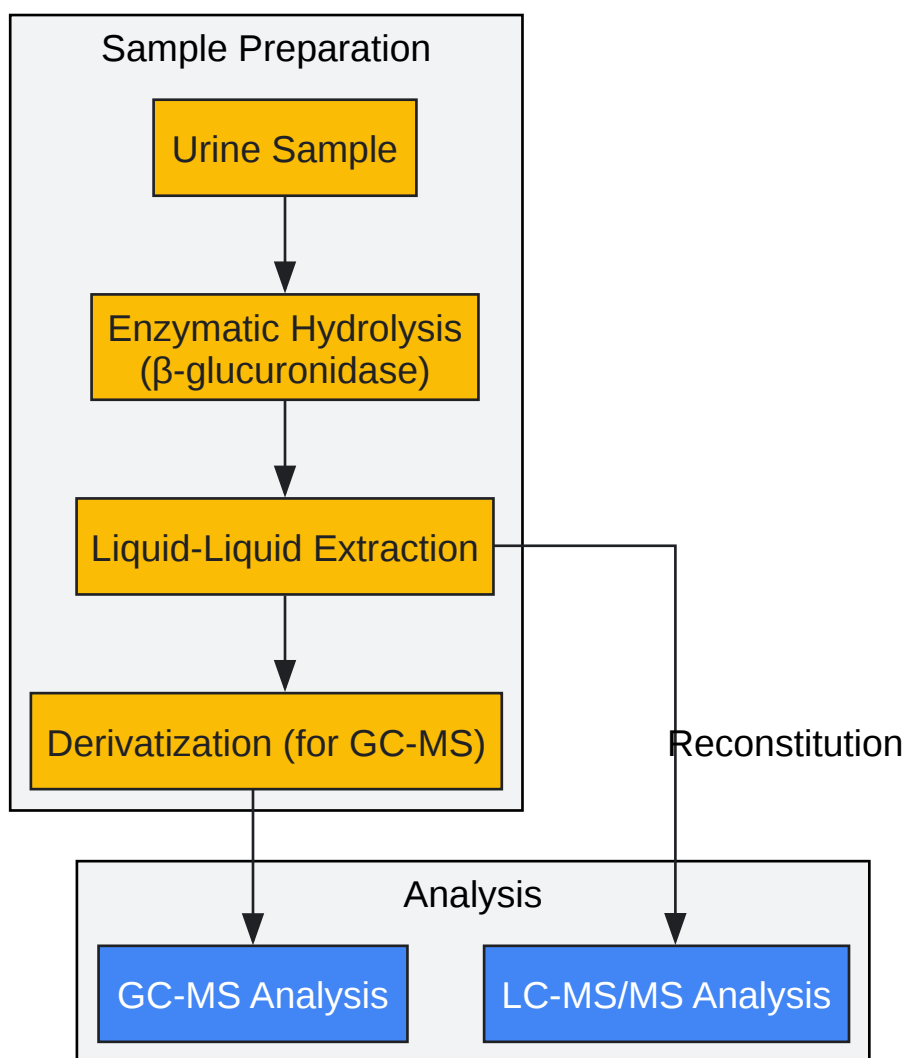 Sample Preparation
Urine Sample
Enzymatic Hydrolysis
(β-glucuronidase)
Liquid-Liquid Extraction
Derivatization (for GC-MS)
Reconstitution
Analysis
GC-MS Analysis
LC-MS/MS Analysis